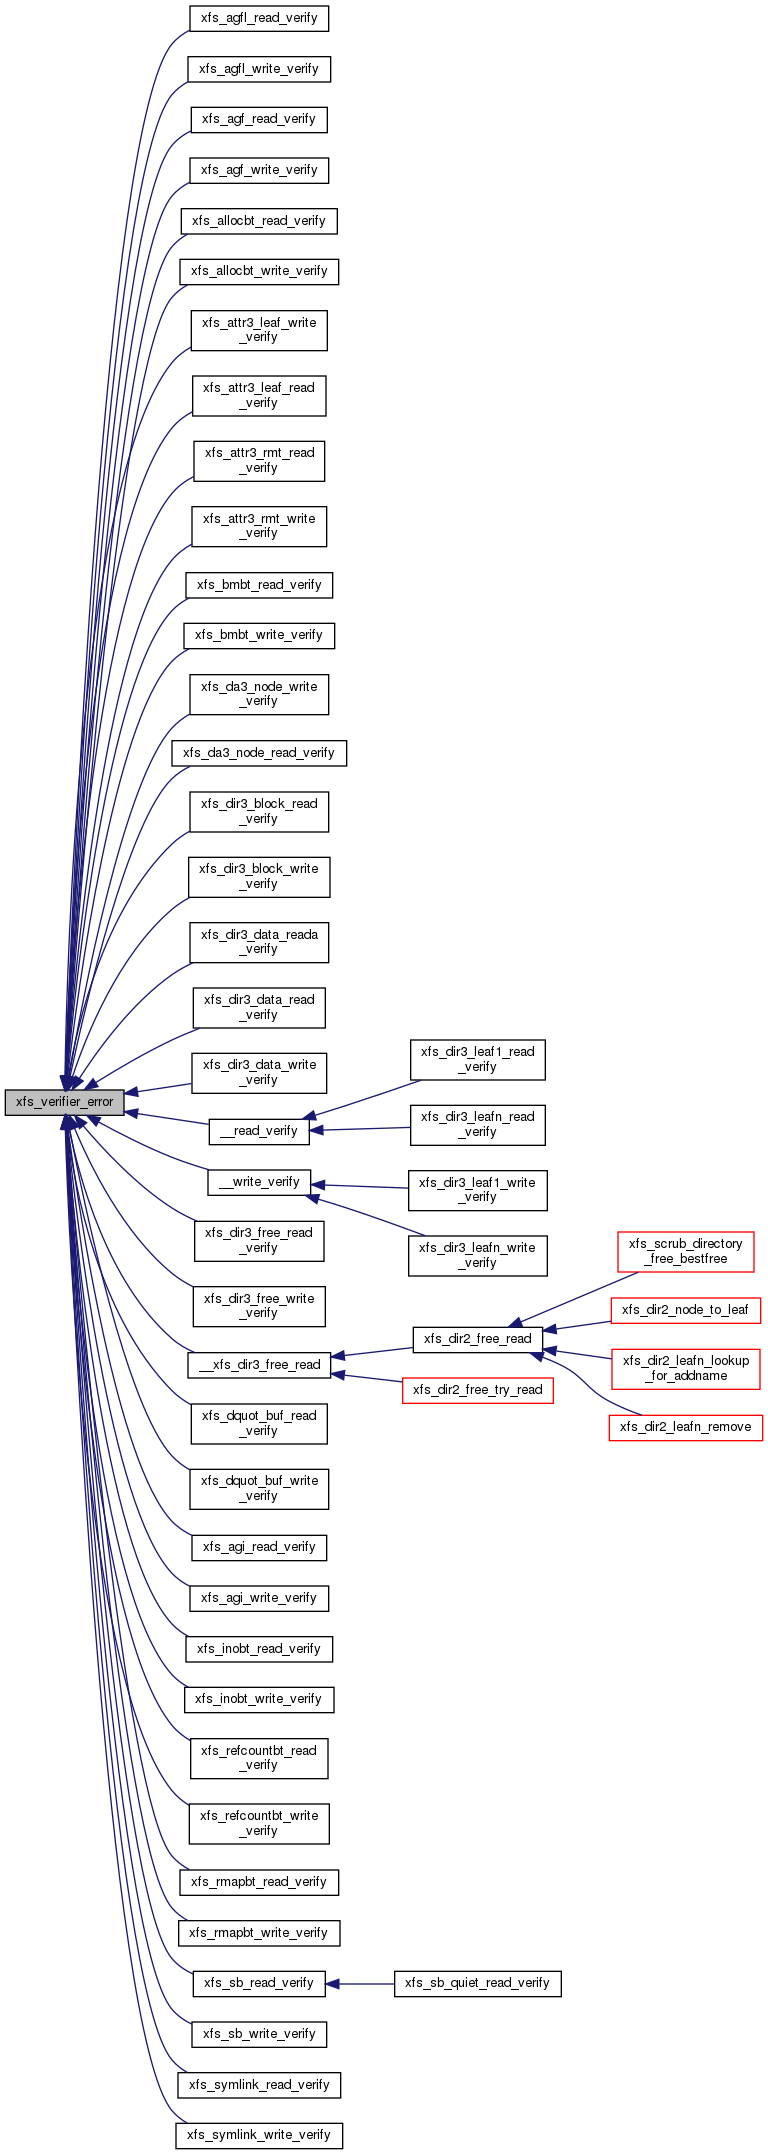 xfs_agfl_read_verify
xfs_agfl_write_verify
xfs_agf_read_verify
xfs_agf_write_verify
xfs_allocbt_read_verify
xfs_allocbt_write_verify
xfs_attr3_leaf_write
_verify
xfs_attr3_leaf_read
_verify
xfs_attr3_rmt_read
_verify
xfs_attr3_rmt_write
_verify
xfs_bmbt_read_verify
xfs_bmbt_write_verify
xfs_da3_node_write
_verify
xfs_da3_node_read_verify
xfs_dir3_block_read
_verify
xfs_dir3_block_write
_verify
xfs_dir3_data_reada
_verify
xfs_dir3_data_read
_verify
xfs_dir3_data_write
_verify
xfs_verifier_error
__read_verify
xfs_dir3_leaf1_read
_verify
xfs_dir3_leafn_read
_verify
__write_verify
xfs_dir3_leaf1_write
_verify
xfs_dir3_leafn_write
_verify
xfs_dir3_free_read
_verify
xfs_dir3_free_write
_verify
__xfs_dir3_free_read
xfs_dir2_free_read
xfs_dir2_free_try_read
xfs_scrub_directory
_free_bestfree
xfs_dir2_node_to_leaf
xfs_dir2_leafn_lookup
_for_addname
xfs_dir2_leafn_remove
xfs_dquot_buf_read
_verify
xfs_dquot_buf_write
_verify
xfs_agi_read_verify
xfs_agi_write_verify
xfs_inobt_read_verify
xfs_inobt_write_verify
xfs_refcountbt_read
_verify
xfs_refcountbt_write
_verify
xfs_rmapbt_read_verify
xfs_rmapbt_write_verify
xfs_sb_read_verify
xfs_sb_quiet_read_verify
xfs_sb_write_verify
xfs_symlink_read_verify
xfs_symlink_write_verify